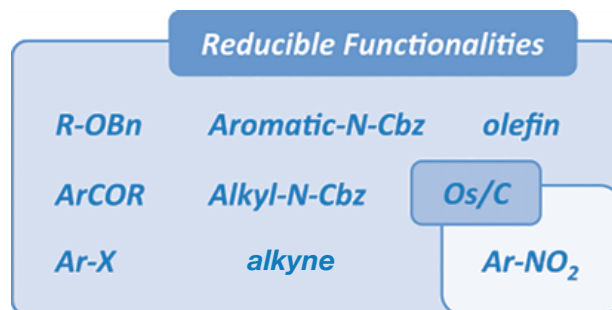 Reducible Functionalities
R-OBn Aromatic-N-Cbz olefin
ArCOR Alkyl-N-Cbz Os/C
Ar-X alkyne Ar-NO₂